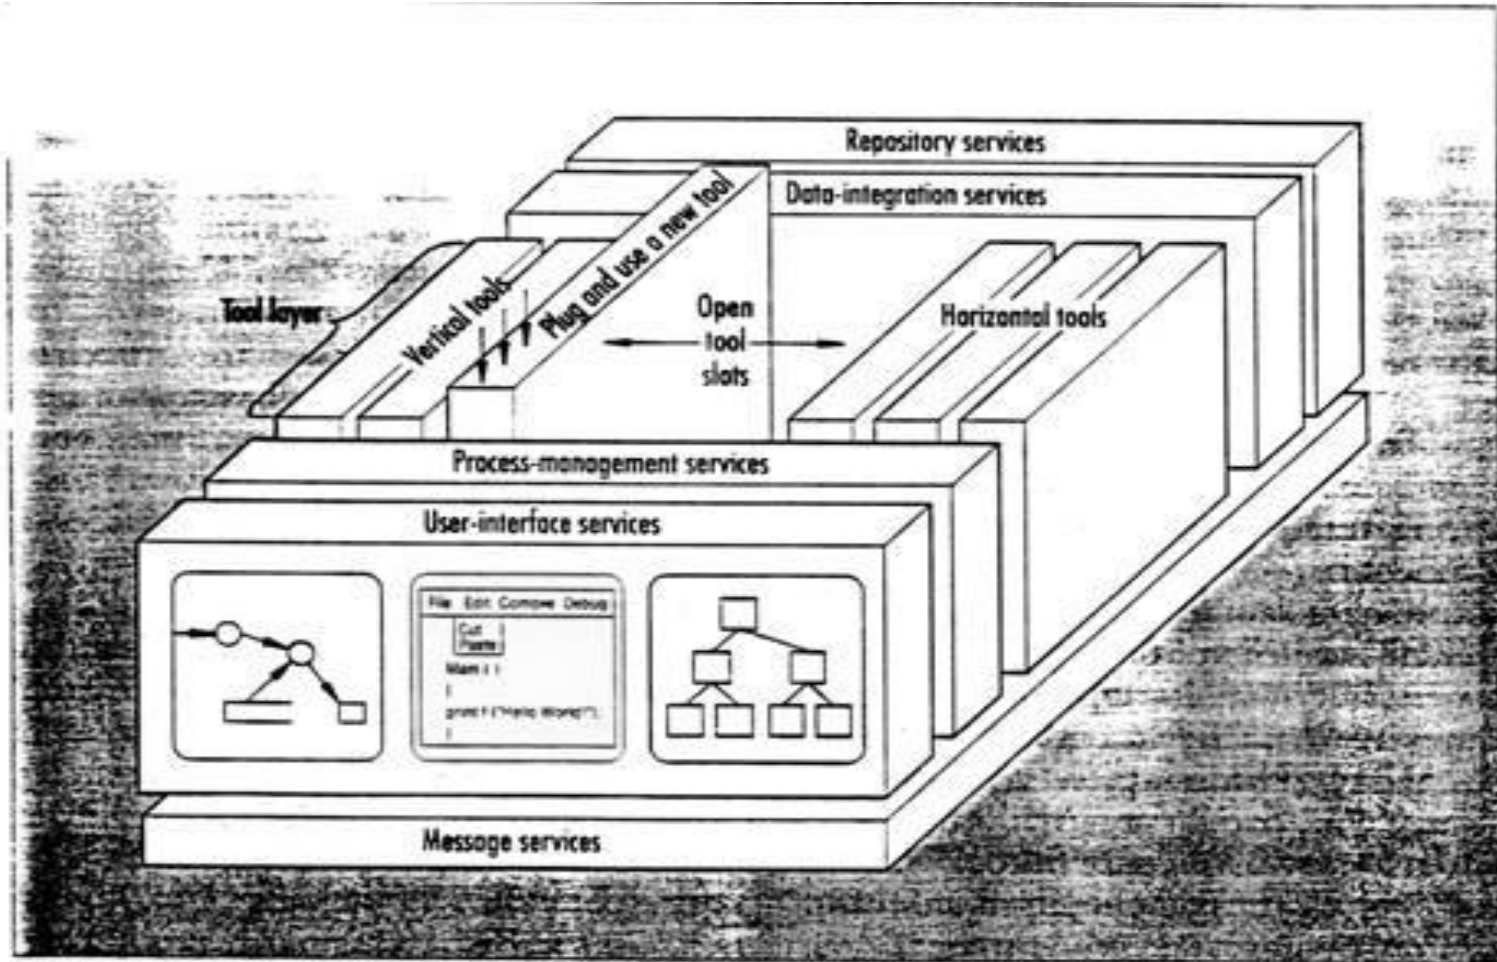 Repository services
Data-integration services
Plug and use a new tool
Tool layer
Vertical tools
Open
tool
slots
Horizontal tools
Process-management services
User-interface services
File Edit Debug
Cut
Paste
Message services